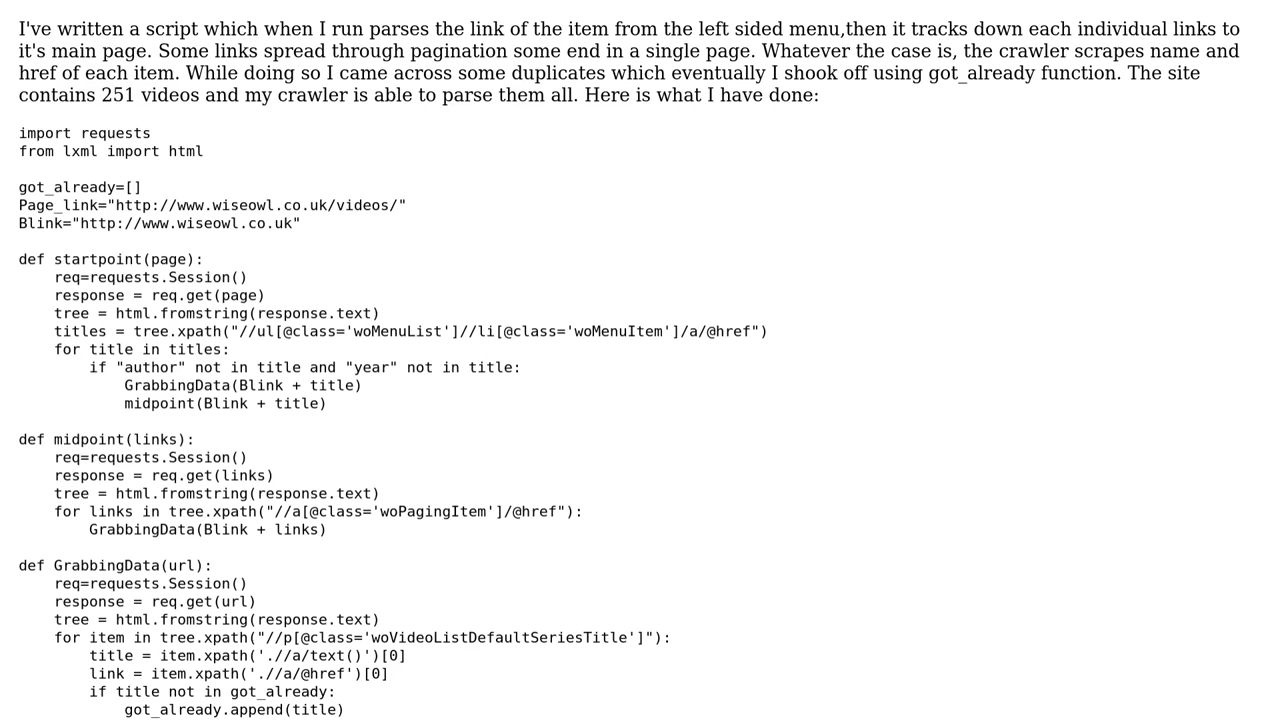 I've written a script which when I run parses the link of the item from the left sided menu,then it tracks down each individual links to
it's main page. Some links spread through pagination some end in a single page. Whatever the case is, the crawler scrapes name and
href of each item. While doing so I came across some duplicates which eventually I shook off using got_already function. The site
contains 251 videos and my crawler is able to parse them all. Here is what I have done:

import requests
from lxml import html

got_already=[]
Page_link="http://www.wiseowl.co.uk/videos/"
Blink="http://www.wiseowl.co.uk"

def startpoint(page):
    req=requests.Session()
    response = req.get(page)
    tree = html.fromstring(response.text)
    titles = tree.xpath("//ul[@class='woMenuList']//li[@class='woMenuItem']/a/@href")
    for title in titles:
        if "author" not in title and "year" not in title:
            GrabbingData(Blink + title)
            midpoint(Blink + title)

def midpoint(links):
    req=requests.Session()
    response = req.get(links)
    tree = html.fromstring(response.text)
    for links in tree.xpath("//a[@class='woPagingItem']/@href"):
        GrabbingData(Blink + links)

def GrabbingData(url):
    req=requests.Session()
    response = req.get(url)
    tree = html.fromstring(response.text)
    for item in tree.xpath("//p[@class='woVideoListDefaultSeriesTitle']"):
        title = item.xpath('.//a/text()')[0]
        link = item.xpath('.//a/@href')[0]
        if title not in got_already:
            got_already.append(title)